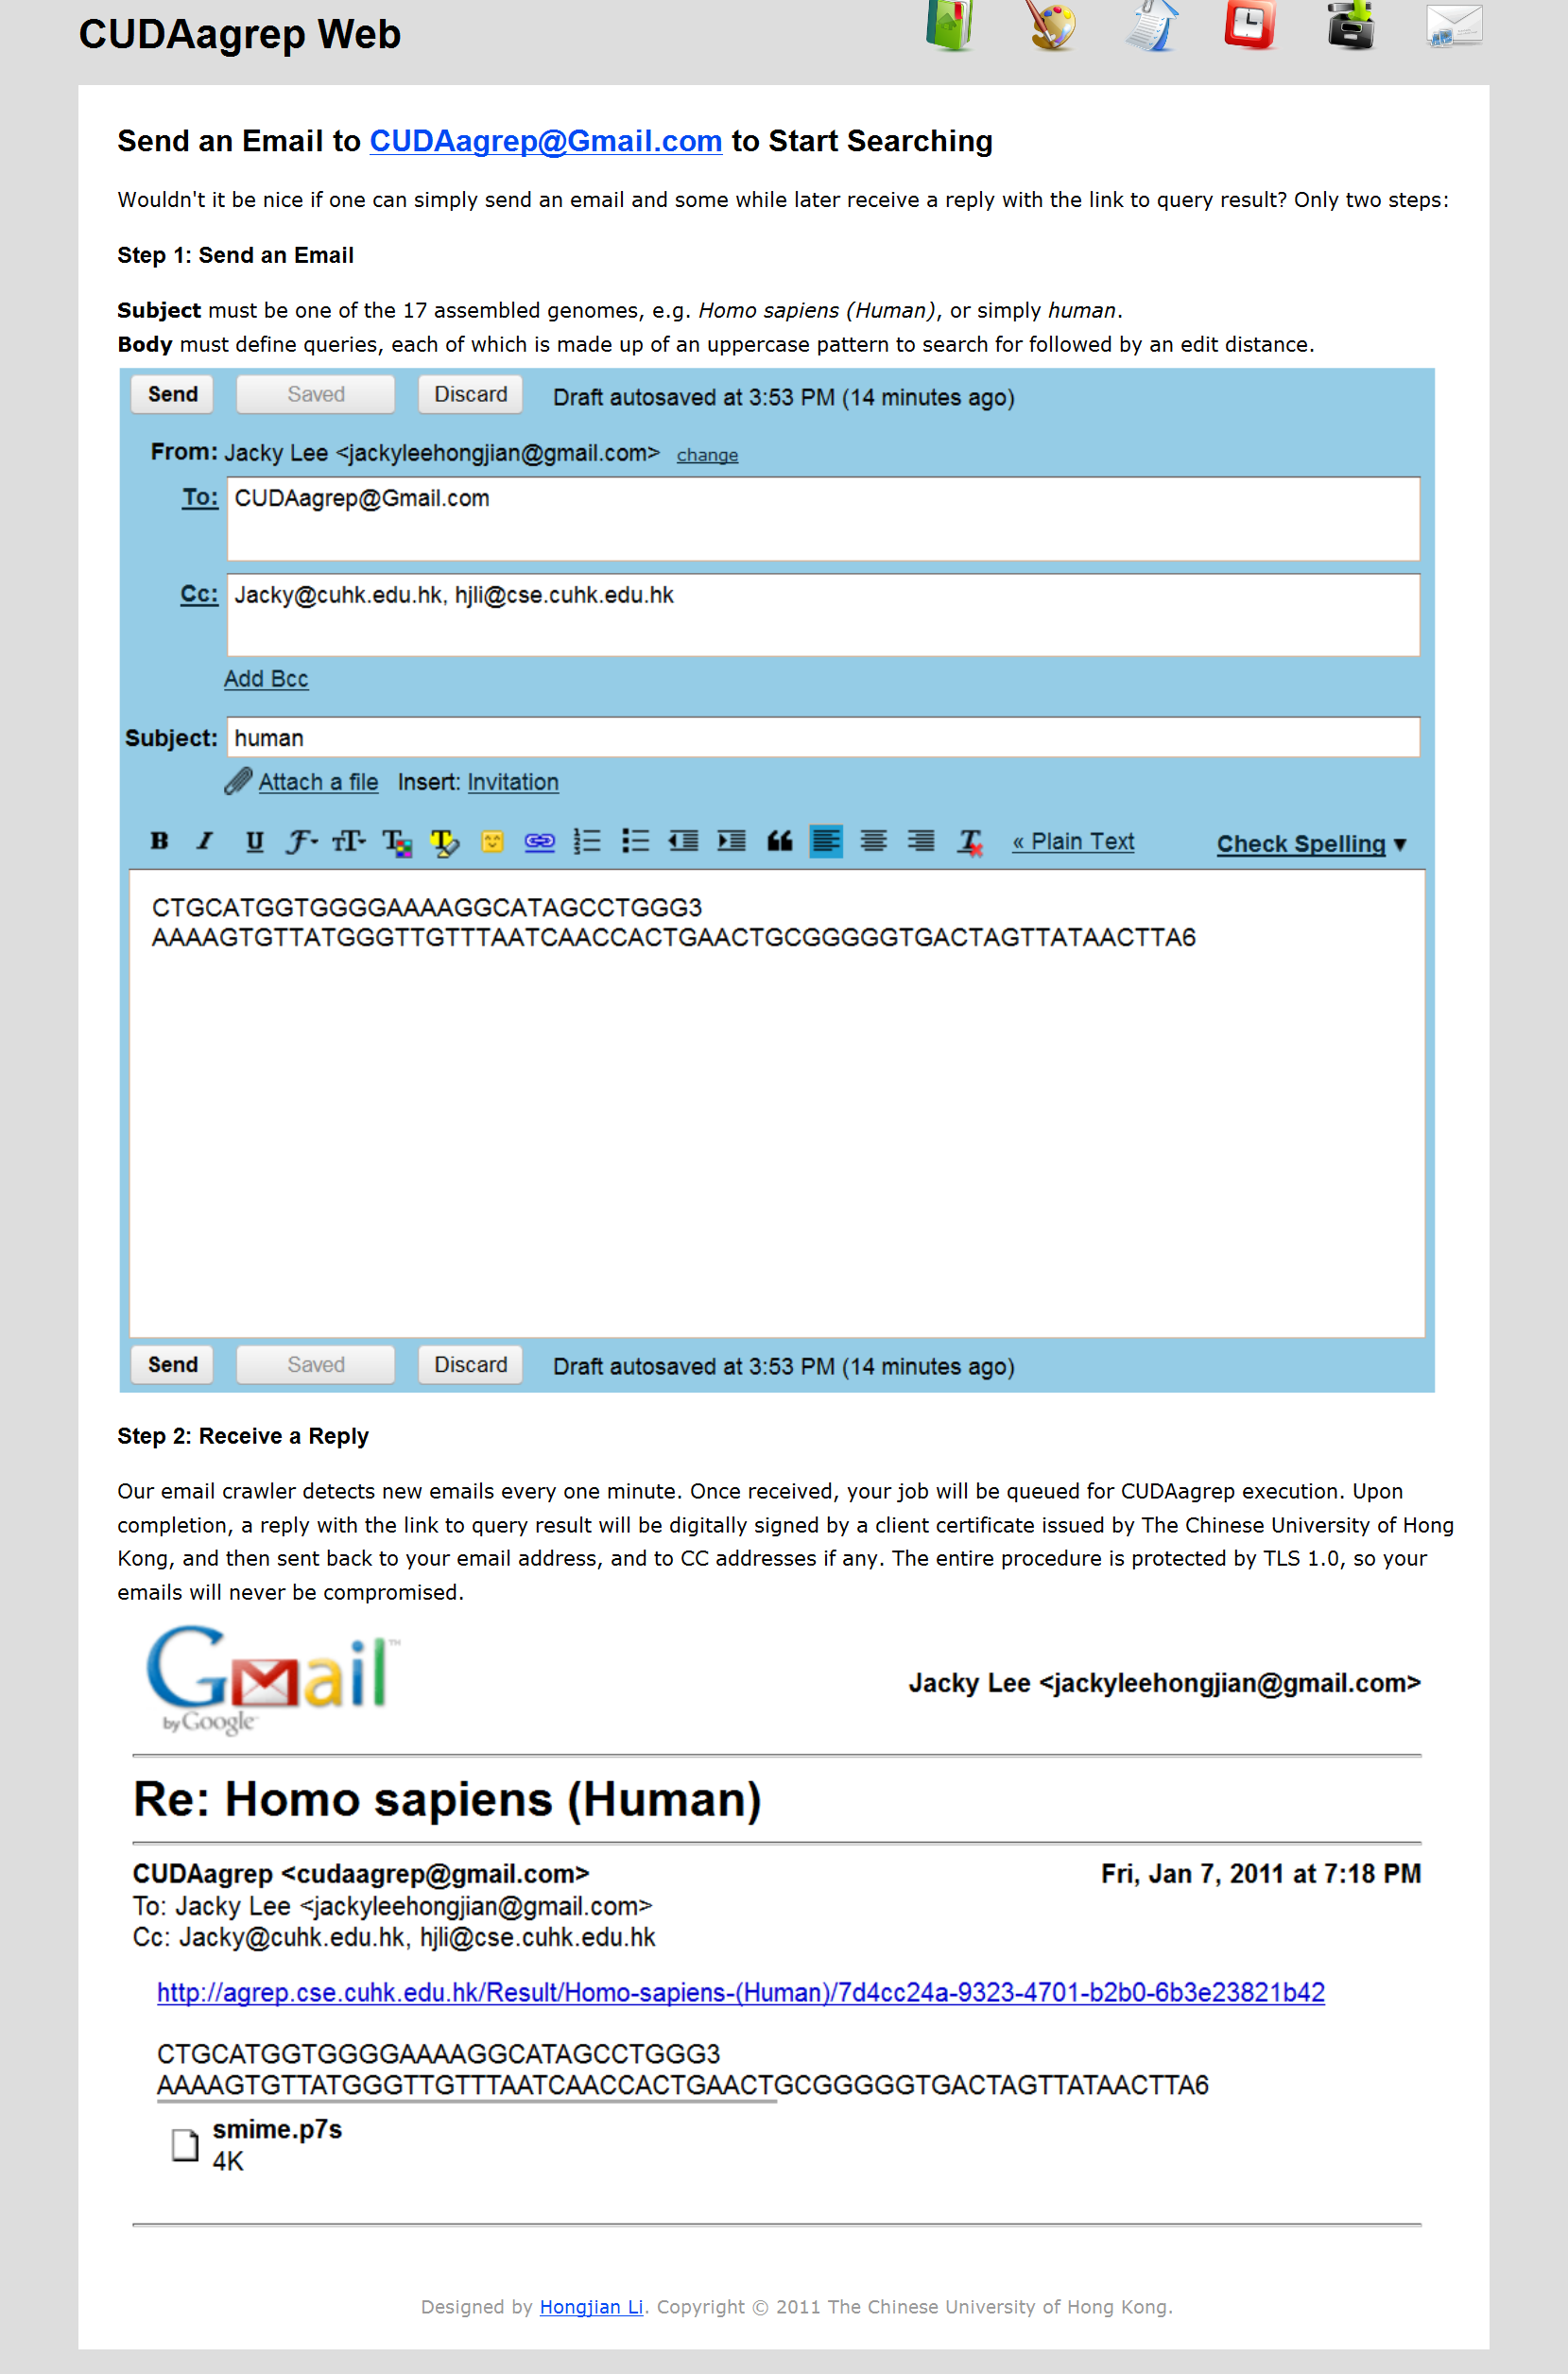 CUDAagrep Web
Send an Email to CUDAagrep@Gmail.com to Start Searching
Wouldn't it be nice if one can simply send an email and some while later receive a reply with the link to query result? Only two steps:
Step 1: Send an Email
Subject must be one of the 17 assembled genomes, e.g. Homo sapiens (Human), or simply human.
Body must define queries, each of which is made up of an uppercase pattern to search for followed by an edit distance.
Send Saved Discard Draft autosaved at 3:53 PM (14 minutes ago)
From: Jacky Lee <jackyleehongjian@gmail.com> change
To: CUDAagrep@Gmail.com
Cc: Jacky@cuhk.edu.hk, hjli@cse.cuhk.edu.hk
Add Bcc
Subject: human
Attach a file Insert: Invitation
B I U « Plain Text Check Spelling ▼
CTGCATGGTGGGGAAAAGGCATAGCCTGGG3
AAAAGTGTTATGGGTTGTTTAATCAACCACTGAACTGCGGGGGTGACTAGTTATAACTTA6
Send Saved Discard Draft autosaved at 3:53 PM (14 minutes ago)
Step 2: Receive a Reply
Our email crawler detects new emails every one minute. Once received, your job will be queued for CUDAagrep execution. Upon
completion, a reply with the link to query result will be digitally signed by a client certificate issued by The Chinese University of Hong
Kong, and then sent back to your email address, and to CC addresses if any. The entire procedure is protected by TLS 1.0, so your
emails will never be compromised.
Gmail™
by Google™
Jacky Lee <jackyleehongjian@gmail.com>
Re: Homo sapiens (Human)
CUDAagrep <cudaagrep@gmail.com> Fri, Jan 7, 2011 at 7:18 PM
To: Jacky Lee <jackyleehongjian@gmail.com>
Cc: Jacky@cuhk.edu.hk, hjli@cse.cuhk.edu.hk
http://agrep.cse.cuhk.edu.hk/Result/Homo-sapiens-(Human)/7d4cc24a-9323-4701-b2b0-6b3e23821b42
CTGCATGGTGGGGAAAAGGCATAGCCTGGG3
AAAAGTGTTATGGGTTGTTTAATCAACCACTGAACTGCGGGGGTGACTAGTTATAACTTA6
smime.p7s
4K
Designed by Hongjian Li. Copyright © 2011 The Chinese University of Hong Kong.